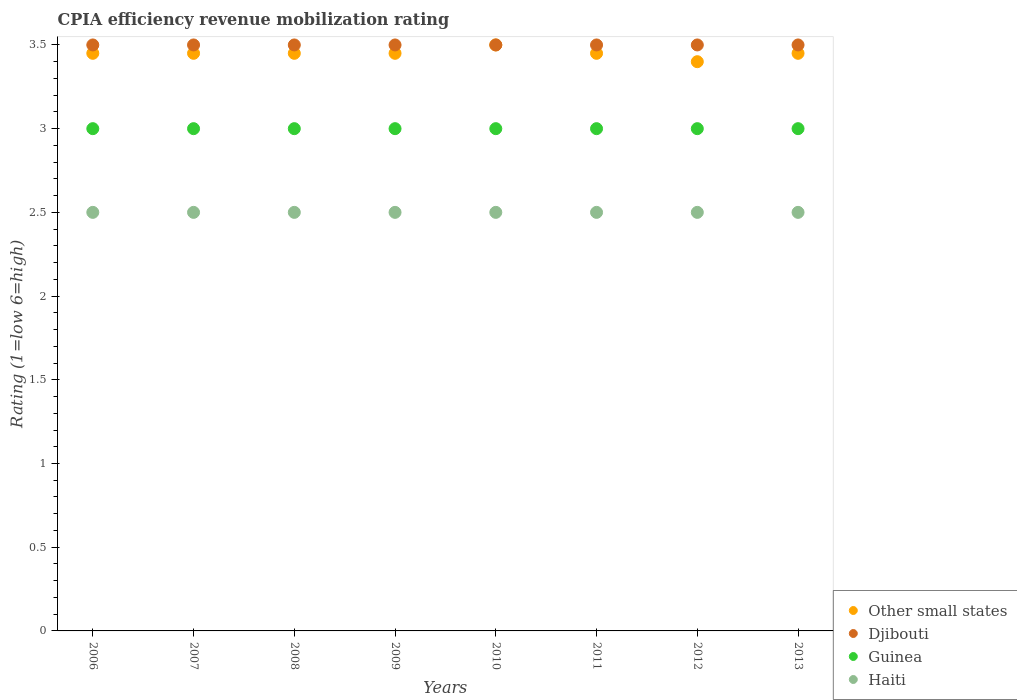 CPIA efficiency revenue mobilization rating
Rating (1=low 6=high)
3.5
3
2.5
2
1.5
1
0.5
0
2006
2007
2008
2009
2010
2011
2012
2013
Years
Other small states
Djibouti
Guinea
Haiti